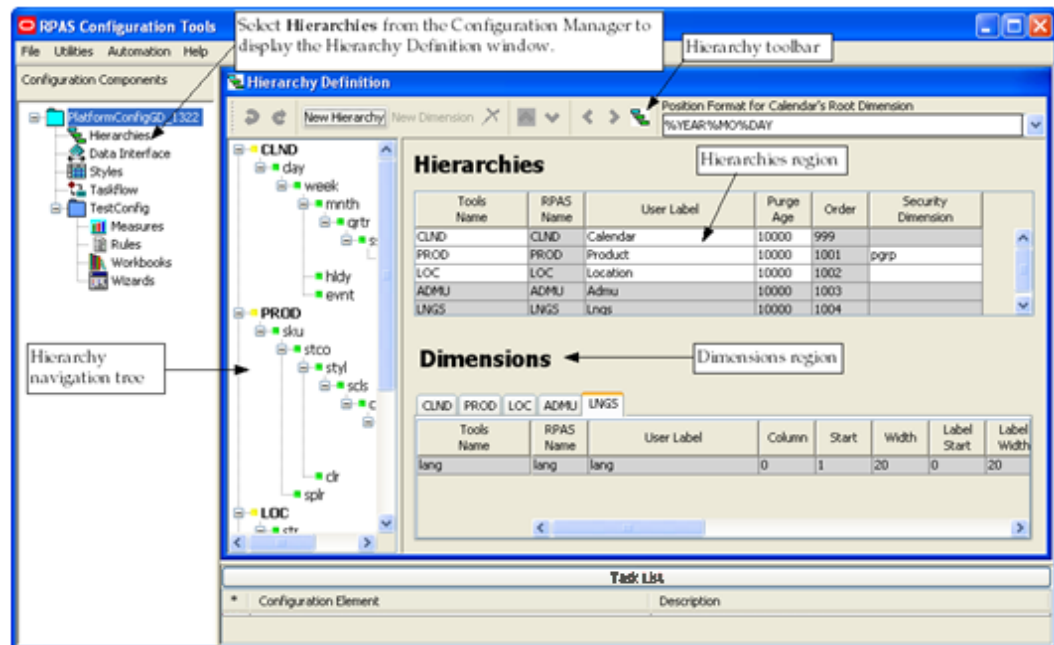 RPAS Configuration Tools
File Utilities Automation Help
Select Hierarchies from the Configuration Manager to
display the Hierarchy Definition window.
Hierarchy toolbar
Configuration Components
PlatformConfigGD_1322
Hierarchies
Data Interface
Styles
Taskflow
TestConfig
Measures
Rules
Workbooks
Wizards
Hierarchy Definition
New Hierarchy New Dimension
Position Format for Calendar's Root Dimension
%YEAR%MO%DAY
CLND
day
week
mnth
qrtr
hldy
evnt
PROD
sku
stco
styl
scls
c
clr
splr
LOC
str
Hierarchy
navigation tree
Hierarchies
Hierarchies region
Tools Name RPAS Name User Label Purge Age Order Security Dimension
CLND CLND Calendar 10000 999
PROD PROD Product 10000 1001 pgrp
LOC LOC Location 10000 1002
ADMU ADMU Admu 10000 1003
LNGS LNGS Lngs 10000 1004
Dimensions
Dimensions region
CLND PROD LOC ADMU LNGS
Tools Name RPAS Name User Label Column Start Width Label Start Label Width
lang lang lang 0 1 20 0 20
Task List
* Configuration Element Description